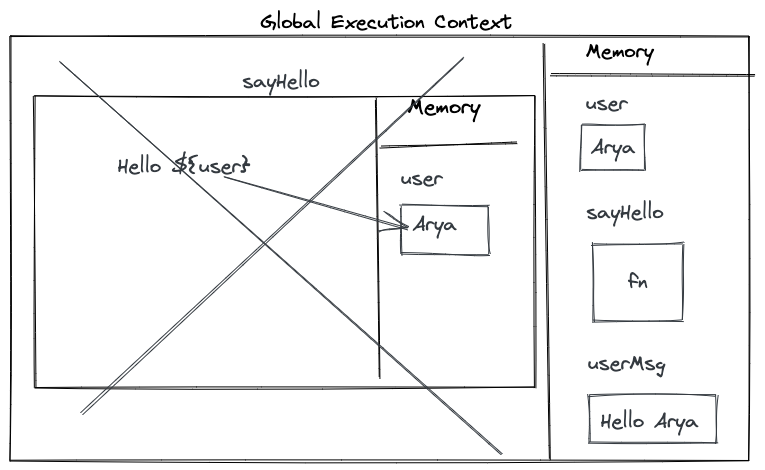 Global Execution Context
sayHello
Memory
Hello ${user}
user
Arya
Memory
user
Arya
sayHello
fn
userMsg
Hello Arya